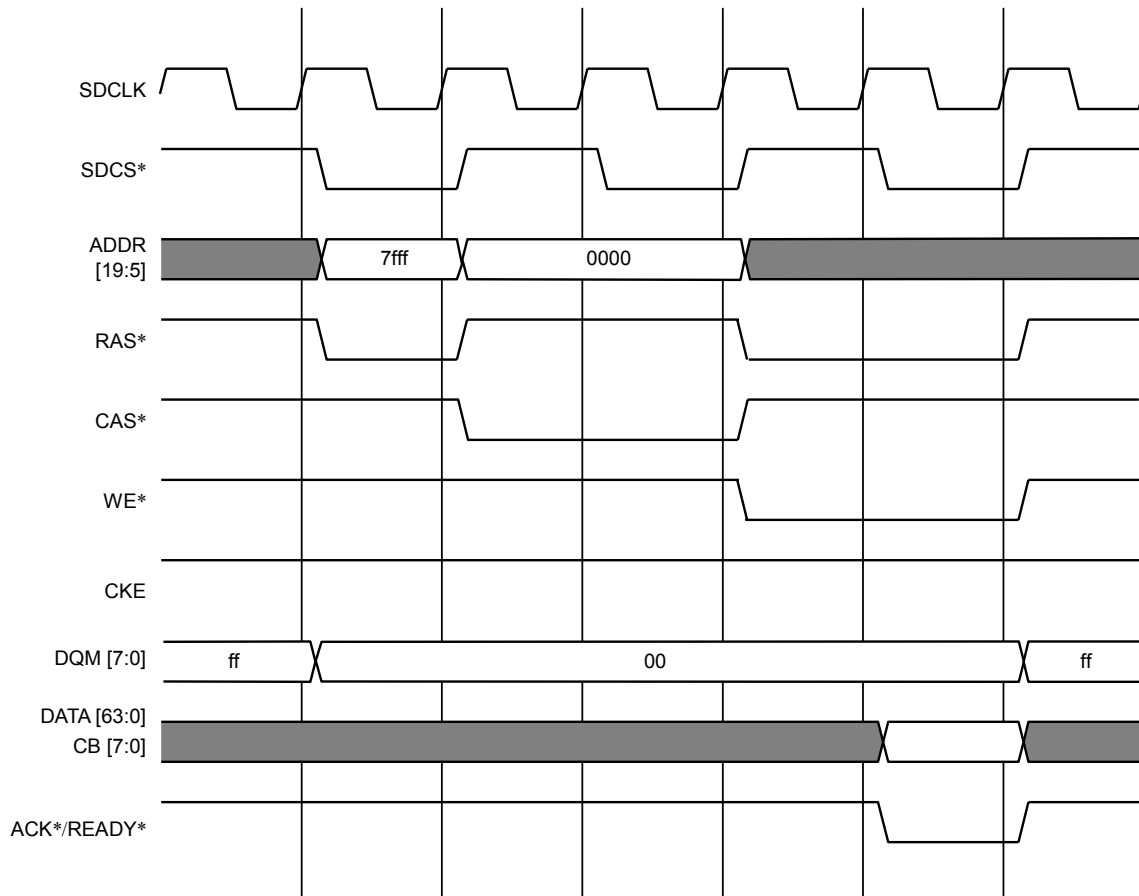 SDCLK
SDCS*
ADDR
[19:5]
7fff
0000
RAS*
CAS*
WE*
CKE
DQM [7:0]
ff
00
ff
DATA [63:0]
CB [7:0]
ACK*/READY*